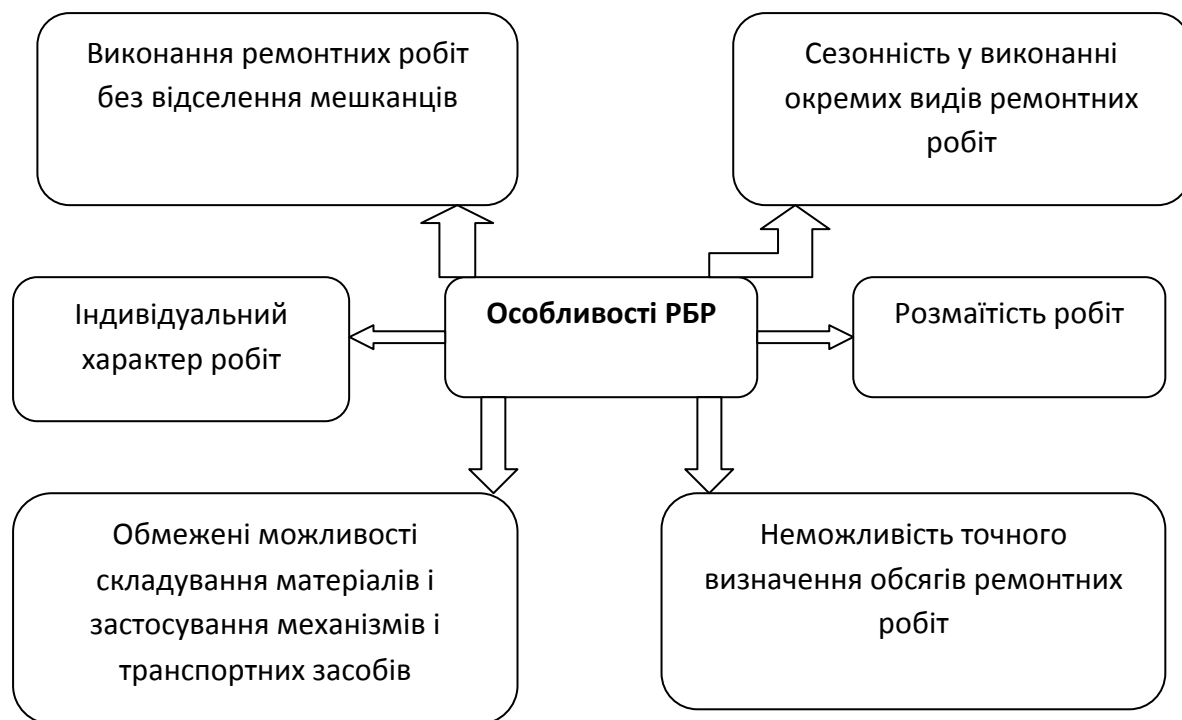 Виконання ремонтних робіт
без відселення мешканців
Сезонність у виконанні
окремих видів ремонтних
робіт
Індивідуальний
характер робіт
Особливості РБР
Розмаїтість робіт
Обмежені можливості
складування матеріалів і
застосування механізмів і
транспортних засобів
Неможливість точного
визначення обсягів ремонтних
робіт